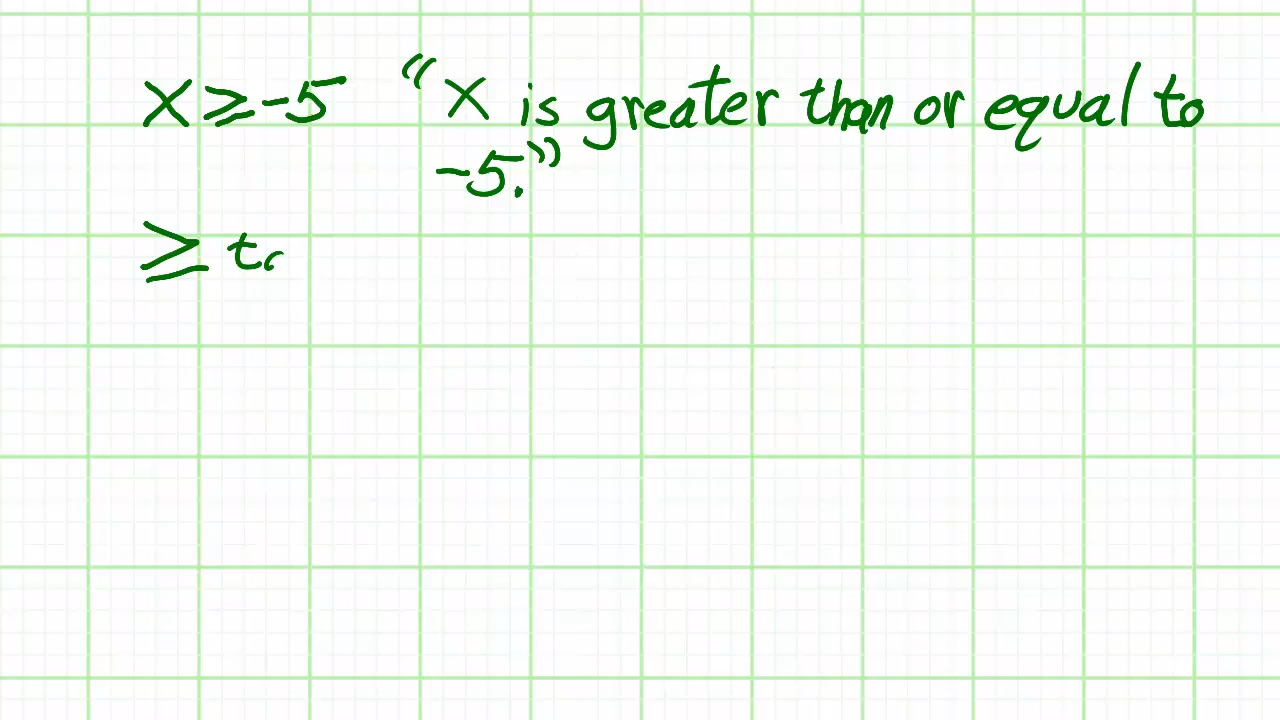 X ≥ -5 “X is greater than or equal to
-5.”
≥